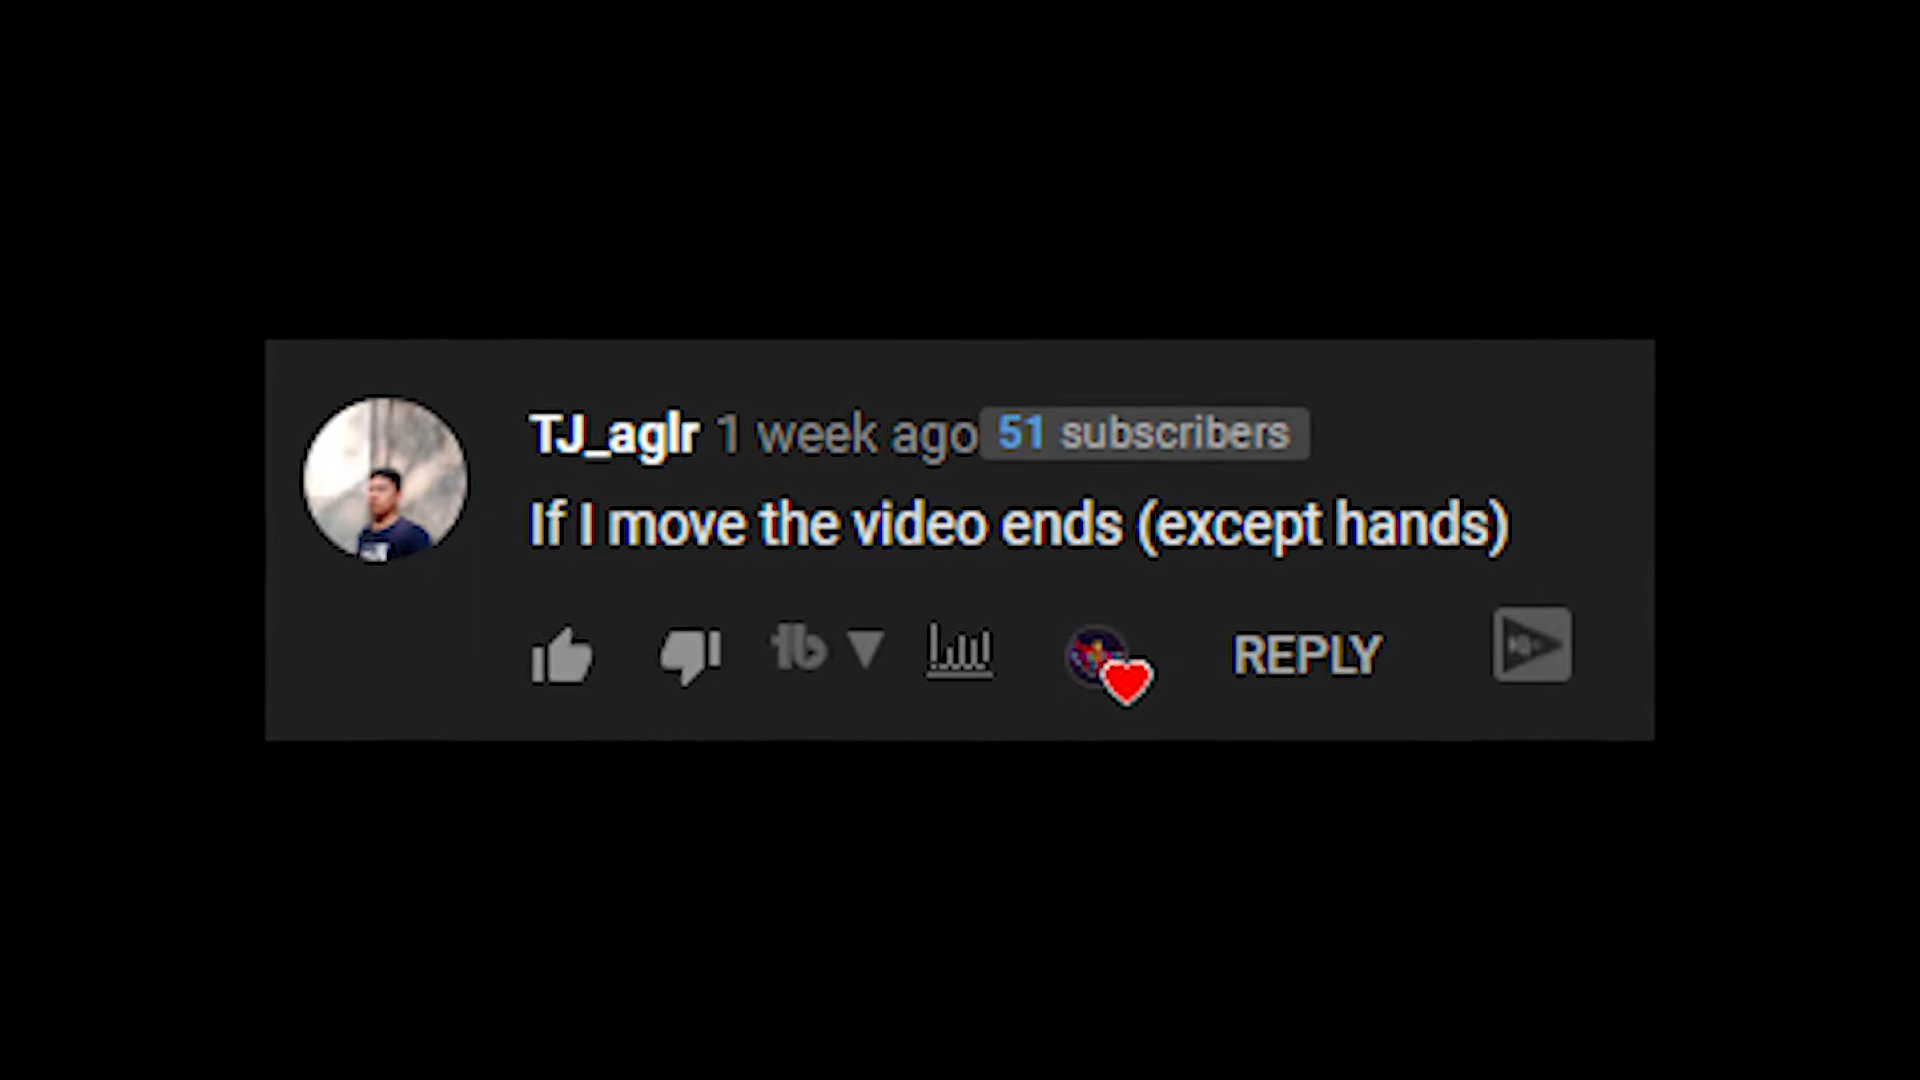 TJ_aglr 1 week ago 51 subscribers
If I move the video ends (except hands)
REPLY